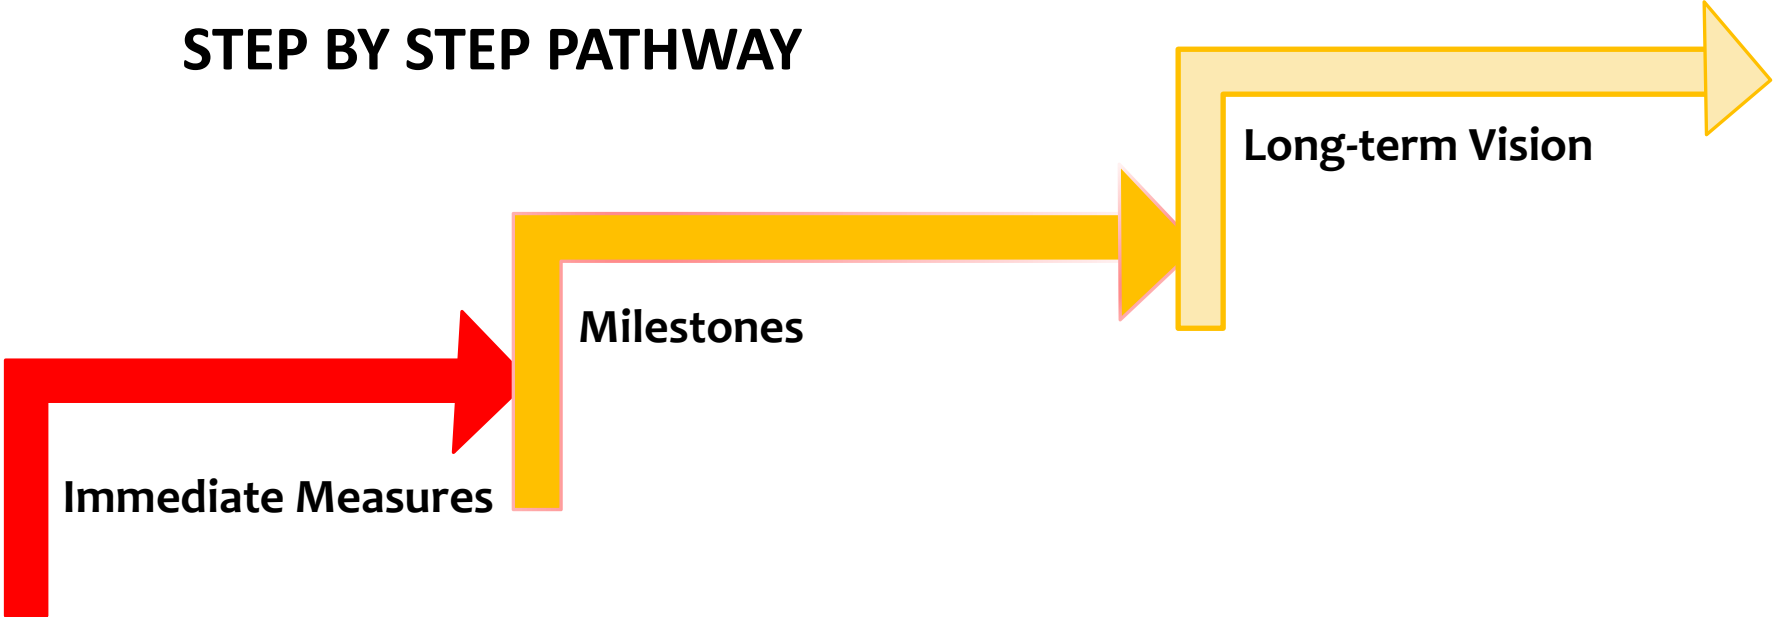 STEP BY STEP PATHWAY
Long-term Vision
Milestones
Immediate Measures